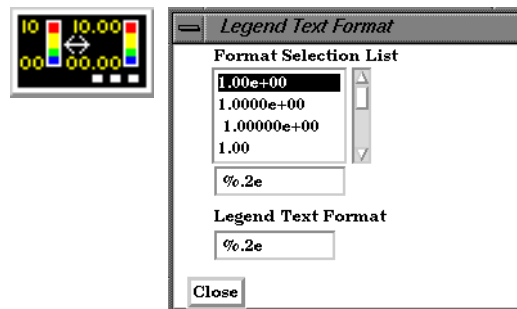 10 10.00
00 00.00
Legend Text Format
Format Selection List
1.00e+00
1.0000e+00
1.00000e+00
1.00
%.2e
Legend Text Format
%.2e
Close